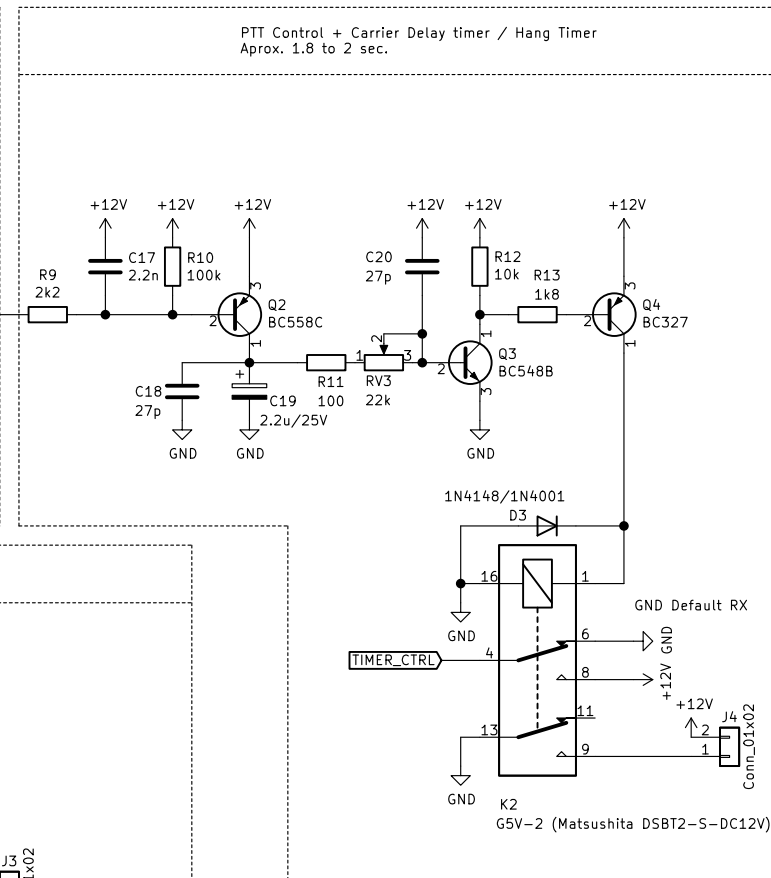 PTT Control + Carrier Delay timer / Hang Timer
Aprox. 1.8 to 2 sec.
+12V
+12V
+12V
+12V
+12V
+12V
R9
2k2
C17
2.2n
R10
100k
2
3
1
Q2
BC558C
C20
27p
R12
10k
R13
1k8
2
3
1
Q4
BC327
C18
27p
GND
+
C19
2.2u/25V
GND
R11
100
1
2
3
RV3
22k
2
1
3
Q3
BC548B
GND
1N4148/1N4001
D3
16
1
GND
GND Default RX
TIMER_CTRL
4
6
GND
8
+12V
13
11
9
GND
+12V
J4
2
1
Conn_01x02
K2
G5V-2 (Matsushita DSBT2-S-DC12V)
J3
1x02